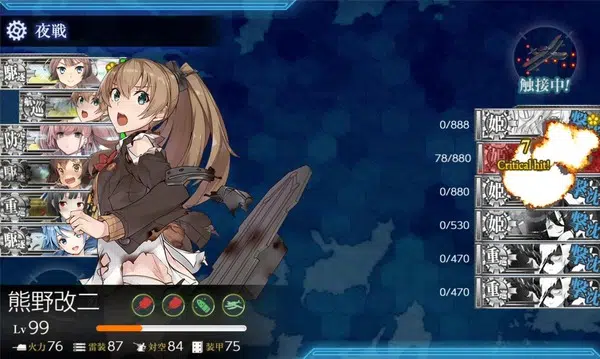 夜戦
触接中!
駆
巡
防
重
重
駆
姫
0/888
姫
78/880
7
Critical hit!
姫
0/880
姫
0/530
重
0/470
重
0/470
熊野改二
Lv 99
火力 76 雷装 87 対空 84 装甲 75